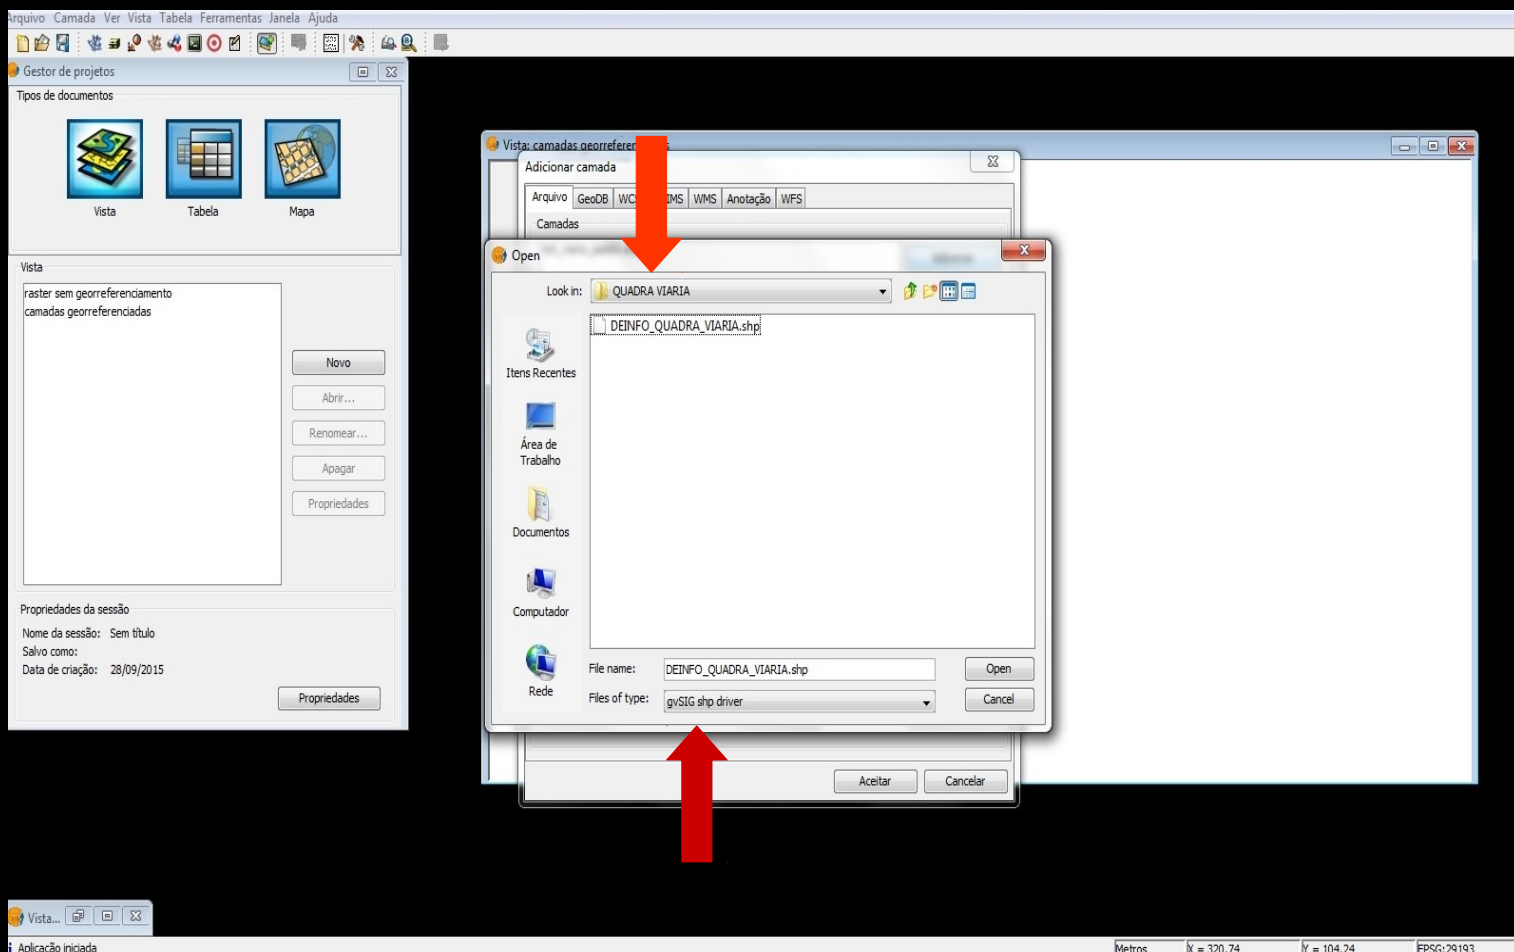 Arquivo Camada Ver Vista Tabela Ferramentas Janela Ajuda
Gestor de projetos
Tipos de documentos
Vista
Tabela
Mapa
Vista
raster sem georreferenciamento
camadas georreferenciadas
Novo
Abrir...
Renomear...
Apagar
Propriedades
Propriedades da sessão
Nome da sessão: Sem título
Salvo como:
Data de criação: 28/09/2015
Propriedades
Vista: camadas
Adicionar camada
Arquivo GeoDB WMS Anotação WFS
Camadas
Open
Look in: QUADRA VIARIA
DEINFO_QUADRA_VIARIA.shp
Itens Recentes
Área de
Trabalho
Documentos
Computador
Rede
File name: DEINFO_QUADRA_VIARIA.shp
Open
Files of type: gvSIG shp driver
Cancel
Aceitar
Cancelar
Vista...
Aplicação iniciada
Metros X = 320,74 Y = 104,24 EPSG:29193